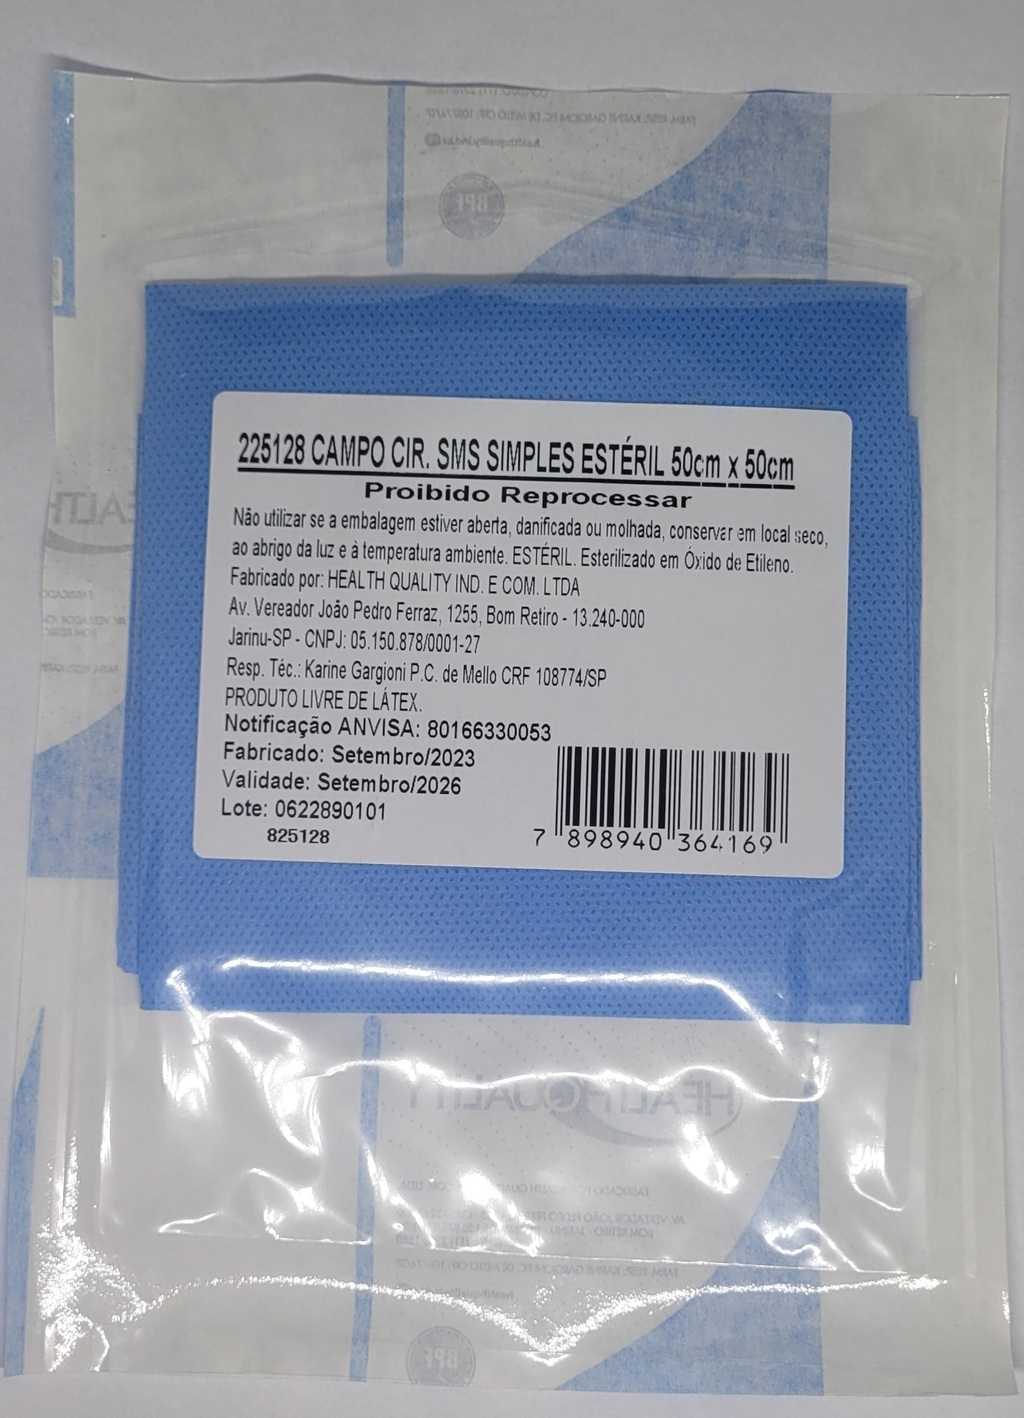 225128 CAMPO CIR. SMS SIMPLES ESTÉRIL 50cm x 50cm
Proibido Reprocessar
Não utilizar se a embalagem estiver aberta, danificada ou molhada, conservar em local seco,
ao abrigo da luz e à temperatura ambiente. ESTÉRIL. Esterilizado em Óxido de Etileno.
Fabricado por: HEALTH QUALITY IND. E COM. LTDA
Av. Vereador João Pedro Ferraz, 1255, Bom Retiro - 13.240-000
Jarinu-SP - CNPJ: 05.150.878/0001-27
Resp. Téc.: Karine Gargioni P.C. de Mello CRF 108774/SP
PRODUTO LIVRE DE LÁTEX.
Notificação ANVISA: 80166330053
Fabricado: Setembro/2023
Validade: Setembro/2026
Lote: 0622890101
825128
7 898940 364169
HEALTHQUALITY
BPF